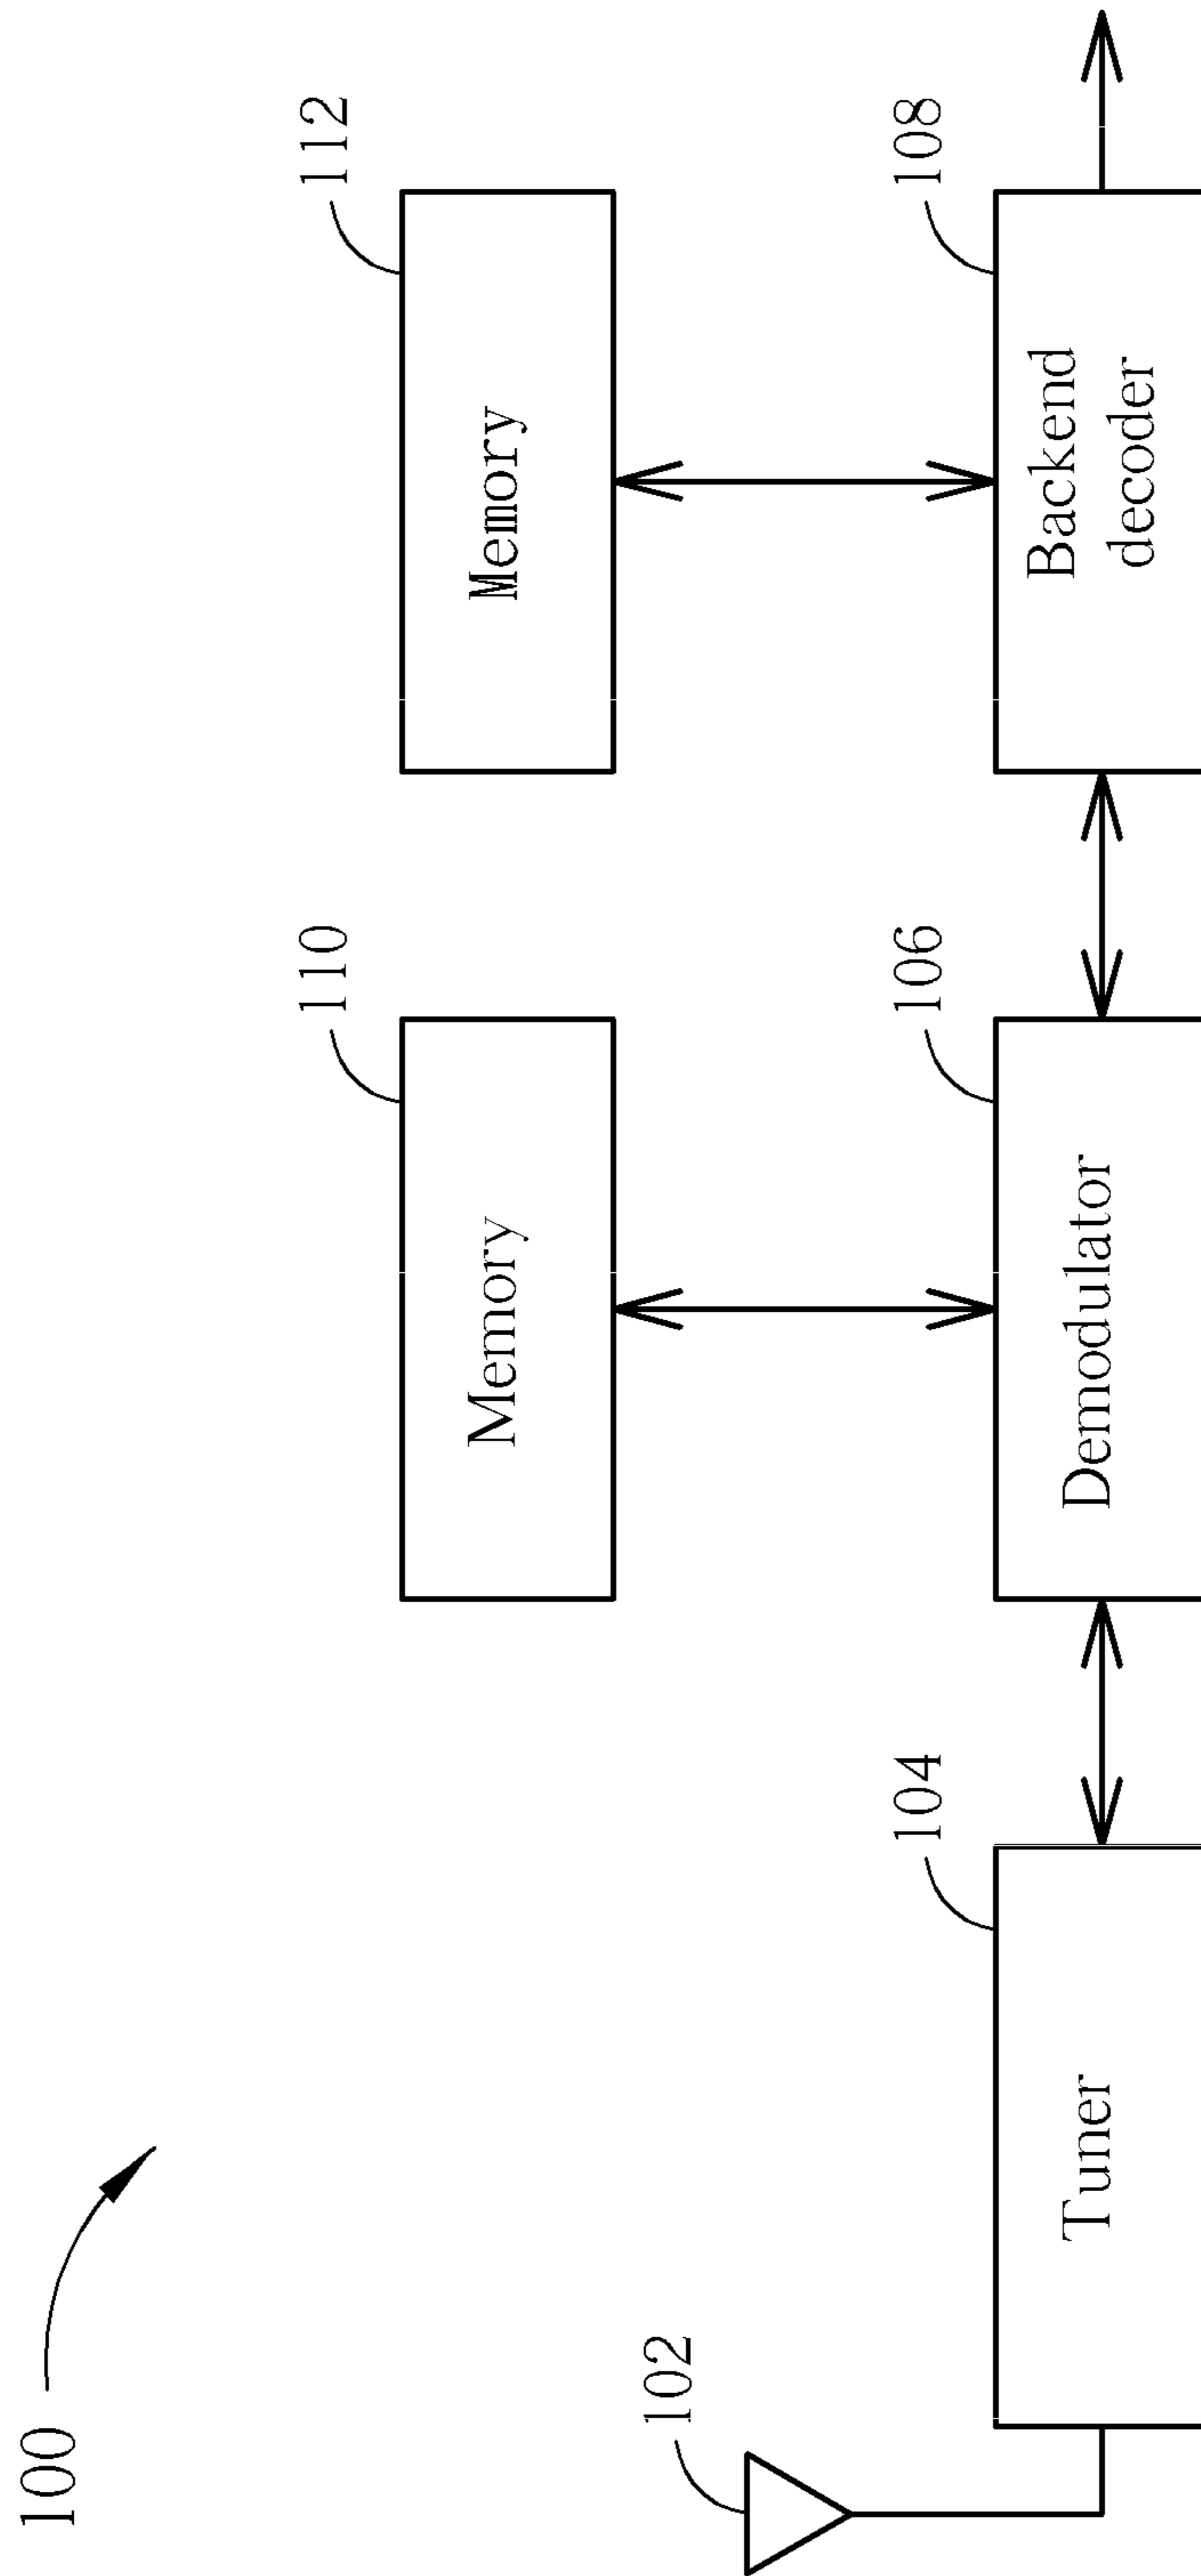 100
110
112
Memory
Memory
102
104
106
108
Tuner
Demodulator
Backend
decoder